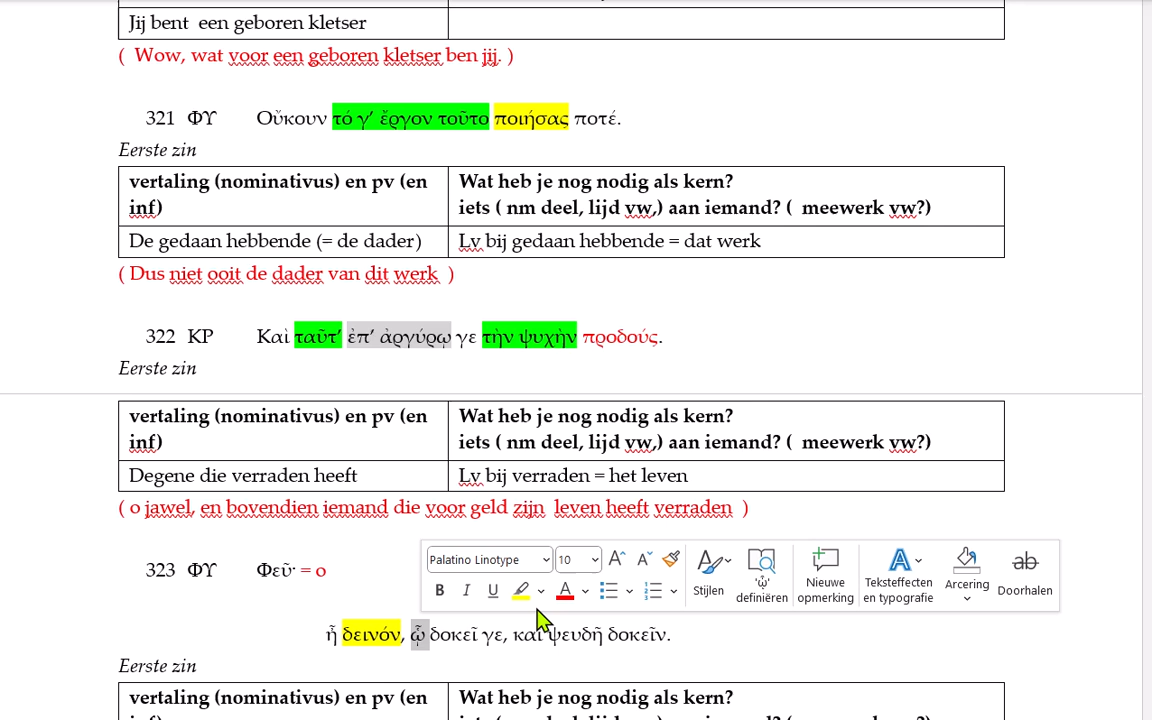 Jij bent  een geboren kletser
(  Wow, wat voor een geboren kletser ben jij. )
321 ΦΥ Οὔκουν τό γ’ ἔργον τοῦτο ποιήσας ποτέ.
Eerste zin
vertaling (nominativus) en pv (en inf)
Wat heb je nog nodig als kern?
iets ( nm deel, lijd vw,) aan iemand? (  meewerk vw?)
De gedaan hebbende (= de dader)
Lv bij gedaan hebbende = dat werk
( Dus niet ooit de dader van dit werk  )
322 ΚΡ Καὶ ταῦτ’ ἐπ’ ἀργύρῳ γε τὴν ψυχὴν προδούς.
Eerste zin
vertaling (nominativus) en pv (en inf)
Wat heb je nog nodig als kern?
iets ( nm deel, lijd vw,) aan iemand? (  meewerk vw?)
Degene die verraden heeft
Lv bij verraden = het leven
( o jawel, en bovendien iemand die voor geld zijn  leven heeft verraden  )
Palatino Linotype 10
B I U
Stijlen
'ᾧ' definiëren
Nieuwe opmerking
Teksteffecten en typografie
Arcering
Doorhalen
323 ΦΥ Φεῦ· = o
ἦ δεινόν, ᾧ δοκεῖ γε, καὶ ψευδῆ δοκεῖν.
Eerste zin
vertaling (nominativus) en pv (en
Wat heb je nog nodig als kern?